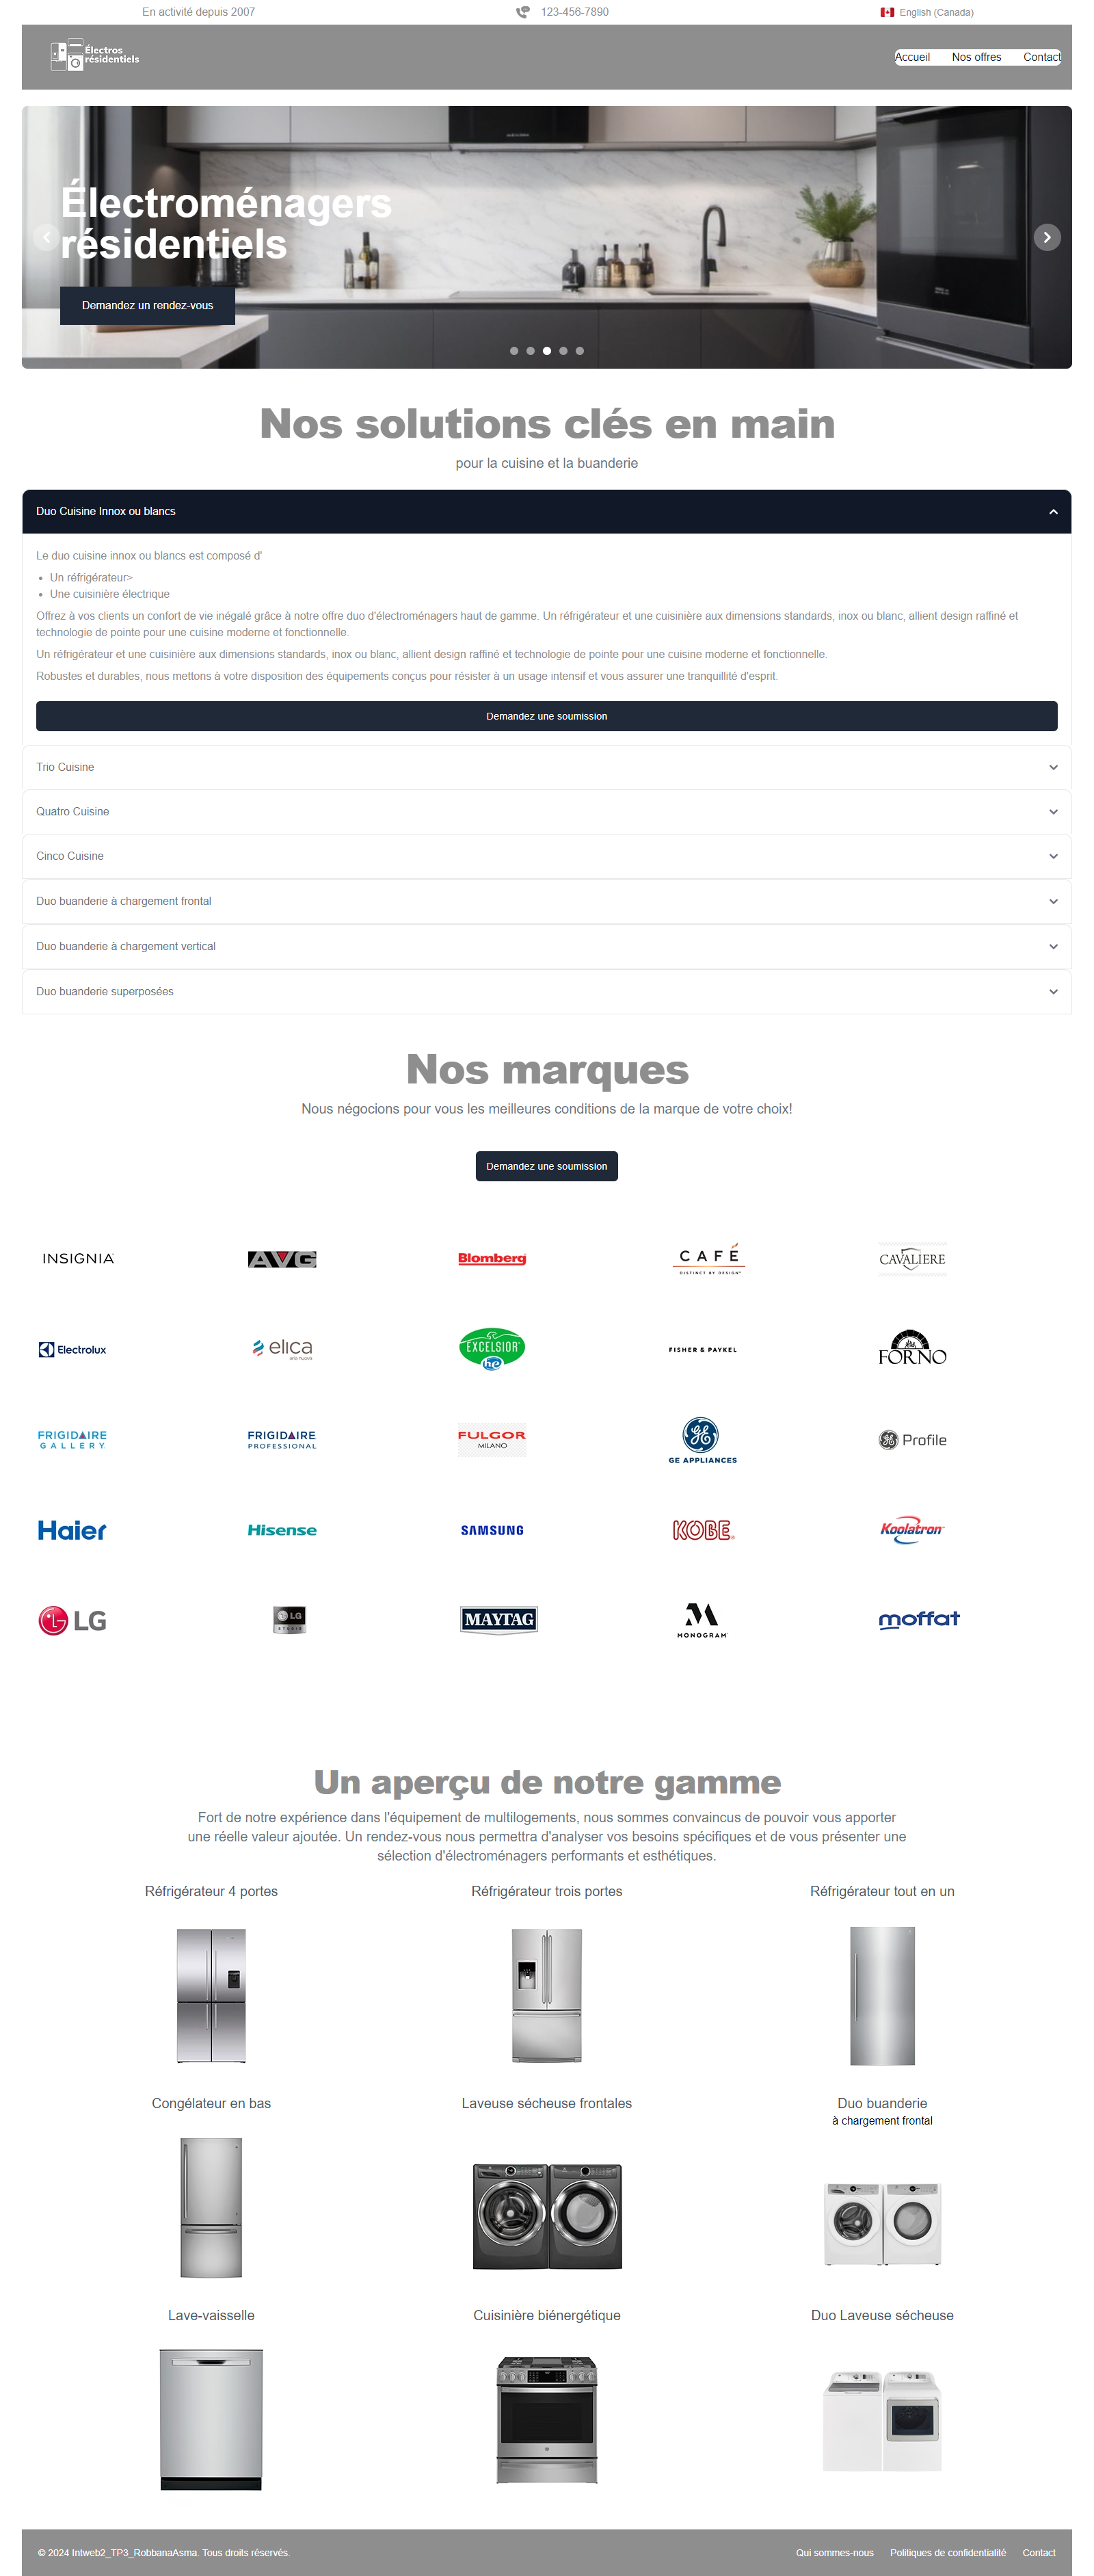 En activité depuis 2007
123-456-7890
English (Canada)
Électros
résidentiels
Accueil
Nos offres
Contact
Électroménagers
résidentiels
Demandez un rendez-vous
Nos solutions clés en main
pour la cuisine et la buanderie
Duo Cuisine Innox ou blancs
Le duo cuisine innox ou blancs est composé d'
Un réfrigérateur>
Une cuisinière électrique
Offrez à vos clients un confort de vie inégalé grâce à notre offre duo d'électroménagers haut de gamme. Un réfrigérateur et une cuisinière aux dimensions standards, inox ou blanc, allient design raffiné et
technologie de pointe pour une cuisine moderne et fonctionnelle.
Un réfrigérateur et une cuisinière aux dimensions standards, inox ou blanc, allient design raffiné et technologie de pointe pour une cuisine moderne et fonctionnelle.
Robustes et durables, nous mettons à votre disposition des équipements conçus pour résister à un usage intensif et vous assurer une tranquillité d'esprit.
Demandez une soumission
Trio Cuisine
Quatro Cuisine
Cinco Cuisine
Duo buanderie à chargement frontal
Duo buanderie à chargement vertical
Duo buanderie superposées
Nos marques
Nous négocions pour vous les meilleures conditions de la marque de votre choix!
Demandez une soumission
INSIGNIA
AVG
Blomberg
CAFÉ
DISTINCT BY DESIGN
CAVALIERE
Electrolux
elica
EXCELSIOR
he
FISHER & PAYKEL
FORNO
FRIGIDAIRE
GALLERY
FRIGIDAIRE
PROFESSIONAL
FULGOR
MILANO
GE APPLIANCES
Profile
Haier
Hisense
SAMSUNG
KOBE
Koolatron
LG
LG
STUDIO
MAYTAG
MONOGRAM
moffat
Un aperçu de notre gamme
Fort de notre expérience dans l'équipement de multilogements, nous sommes convaincus de pouvoir vous apporter
une réelle valeur ajoutée. Un rendez-vous nous permettra d'analyser vos besoins spécifiques et de vous présenter une
sélection d'électroménagers performants et esthétiques.
Réfrigérateur 4 portes
Réfrigérateur trois portes
Réfrigérateur tout en un
Congélateur en bas
Laveuse sécheuse frontales
Duo buanderie
à chargement frontal
Lave-vaisselle
Cuisinière biénergétique
Duo Laveuse sécheuse
© 2024 Intweb2_TP3_RobbanaAsma. Tous droits réservés.
Qui sommes-nous
Politiques de confidentialité
Contact